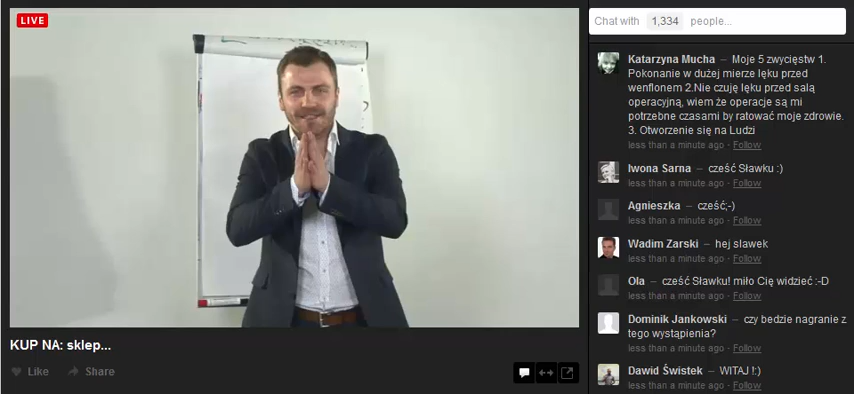 LIVE
KUP NA: sklep...
Like
Share
Chat with 1,334 people...
Katarzyna Mucha – Moje 5 zwycięstw 1.
Pokonanie w dużej mierze lęku przed
wenflonem 2.Nie czuję lęku przed salą
operacyjną, wiem że operacje są mi
potrzebne czasami by ratować moje zdrowie.
3. Otworzenie się na Ludzi
less than a minute ago - Follow
Iwona Sarna – cześć Sławku :)
less than a minute ago - Follow
Agnieszka – cześć;-)
less than a minute ago - Follow
Wadim Zarski – hej slawek
less than a minute ago - Follow
Ola – cześć Sławku! miło Cię widzieć :-D
less than a minute ago - Follow
Dominik Jankowski – czy bedzie nagranie z
tego wystąpienia?
less than a minute ago - Follow
Dawid Świstek – WITAJ !:)
less than a minute ago - Follow